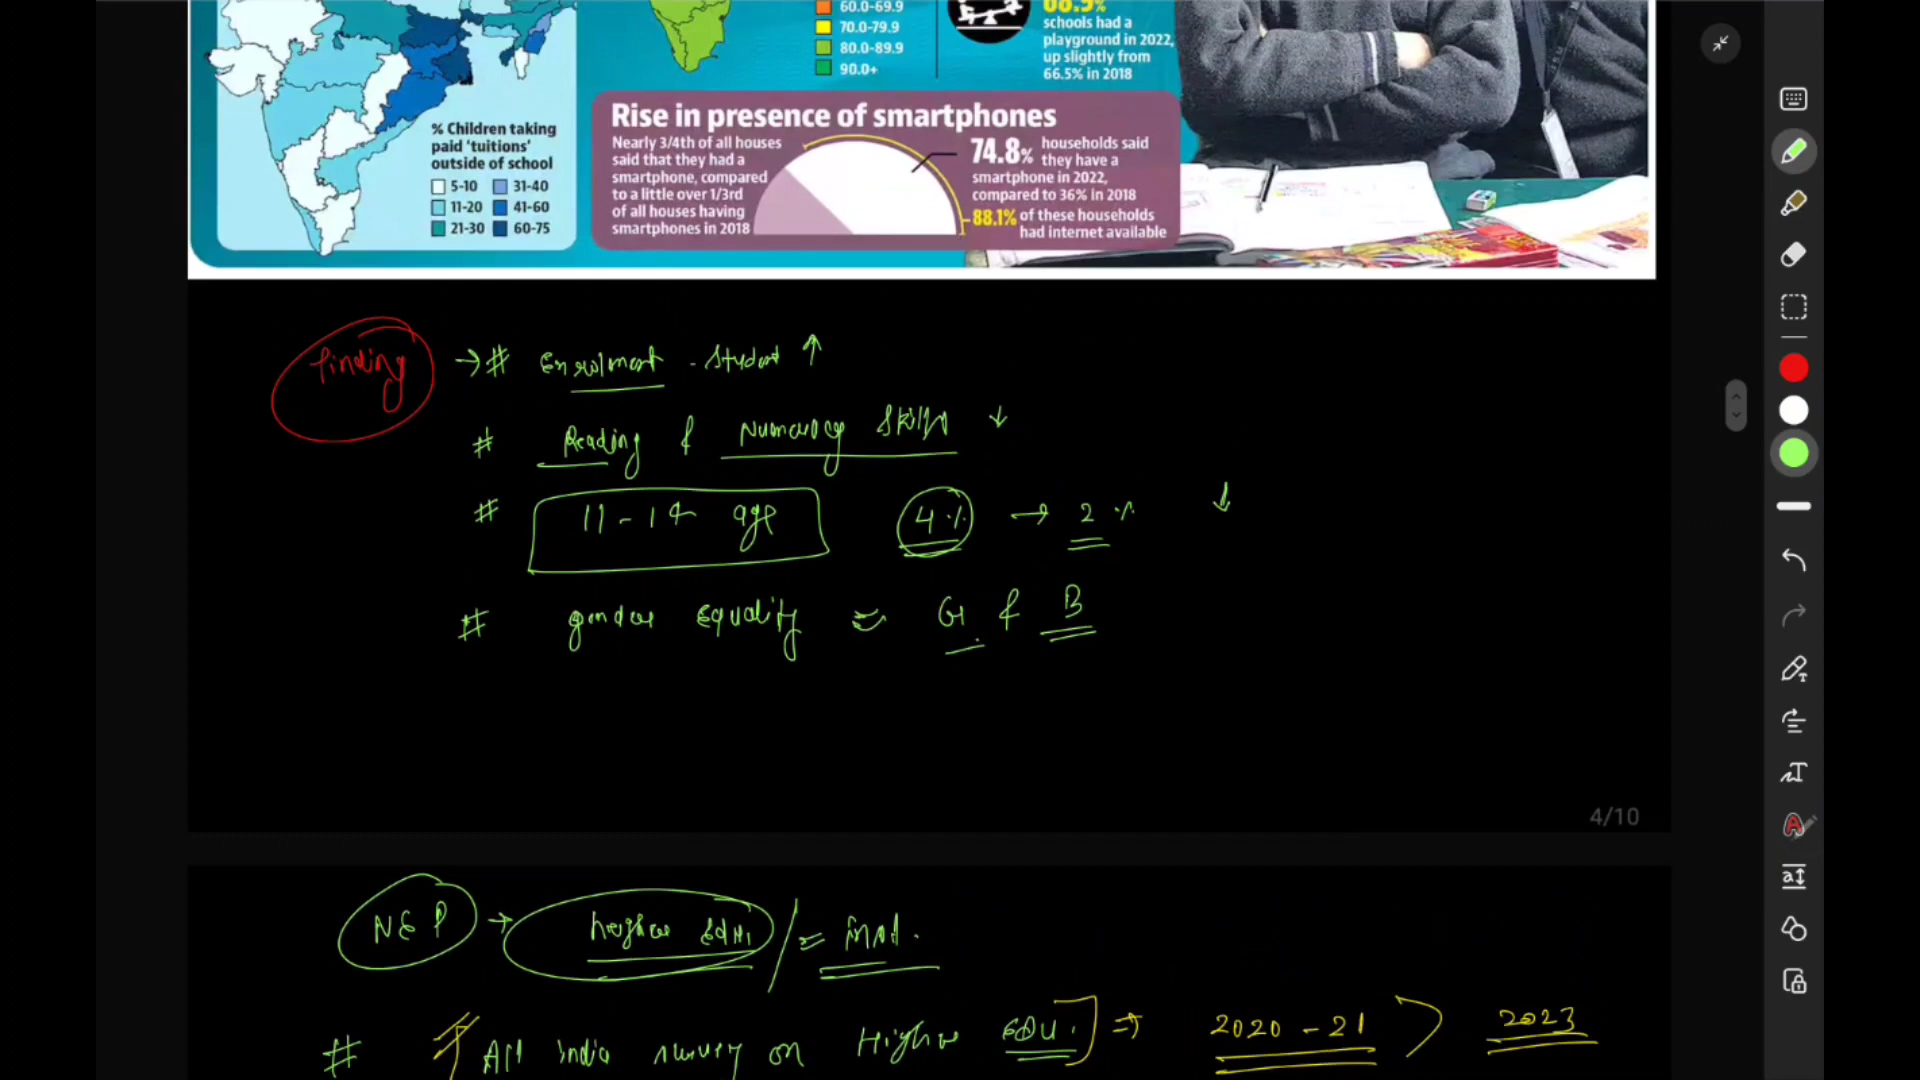 60.0-69.9
70.0-79.9
80.0-89.9
90.0+
68.9%
schools had a
playground in 2022,
up slightly from
66.5% in 2018
% Children taking
paid 'tuitions'
outside of school
5-10 31-40
11-20 41-60
21-30 60-75
Rise in presence of smartphones
Nearly 3/4th of all houses
said that they had a
smartphone, compared
to a little over 1/3rd
of all houses having
smartphones in 2018
74.8% households said
they have a
smartphone in 2022,
compared to 36% in 2018
88.1% of these households
had internet available
finding → # Enrolment - Student ↑
# Reading & Numeracy Skills ↓
# 11-14 age 4% → 2% ↓
# gender equality = G & B
4/10
NEP → higher Edu / =
# All india survey on Higher EDU. ⇒ 2020-21 2023